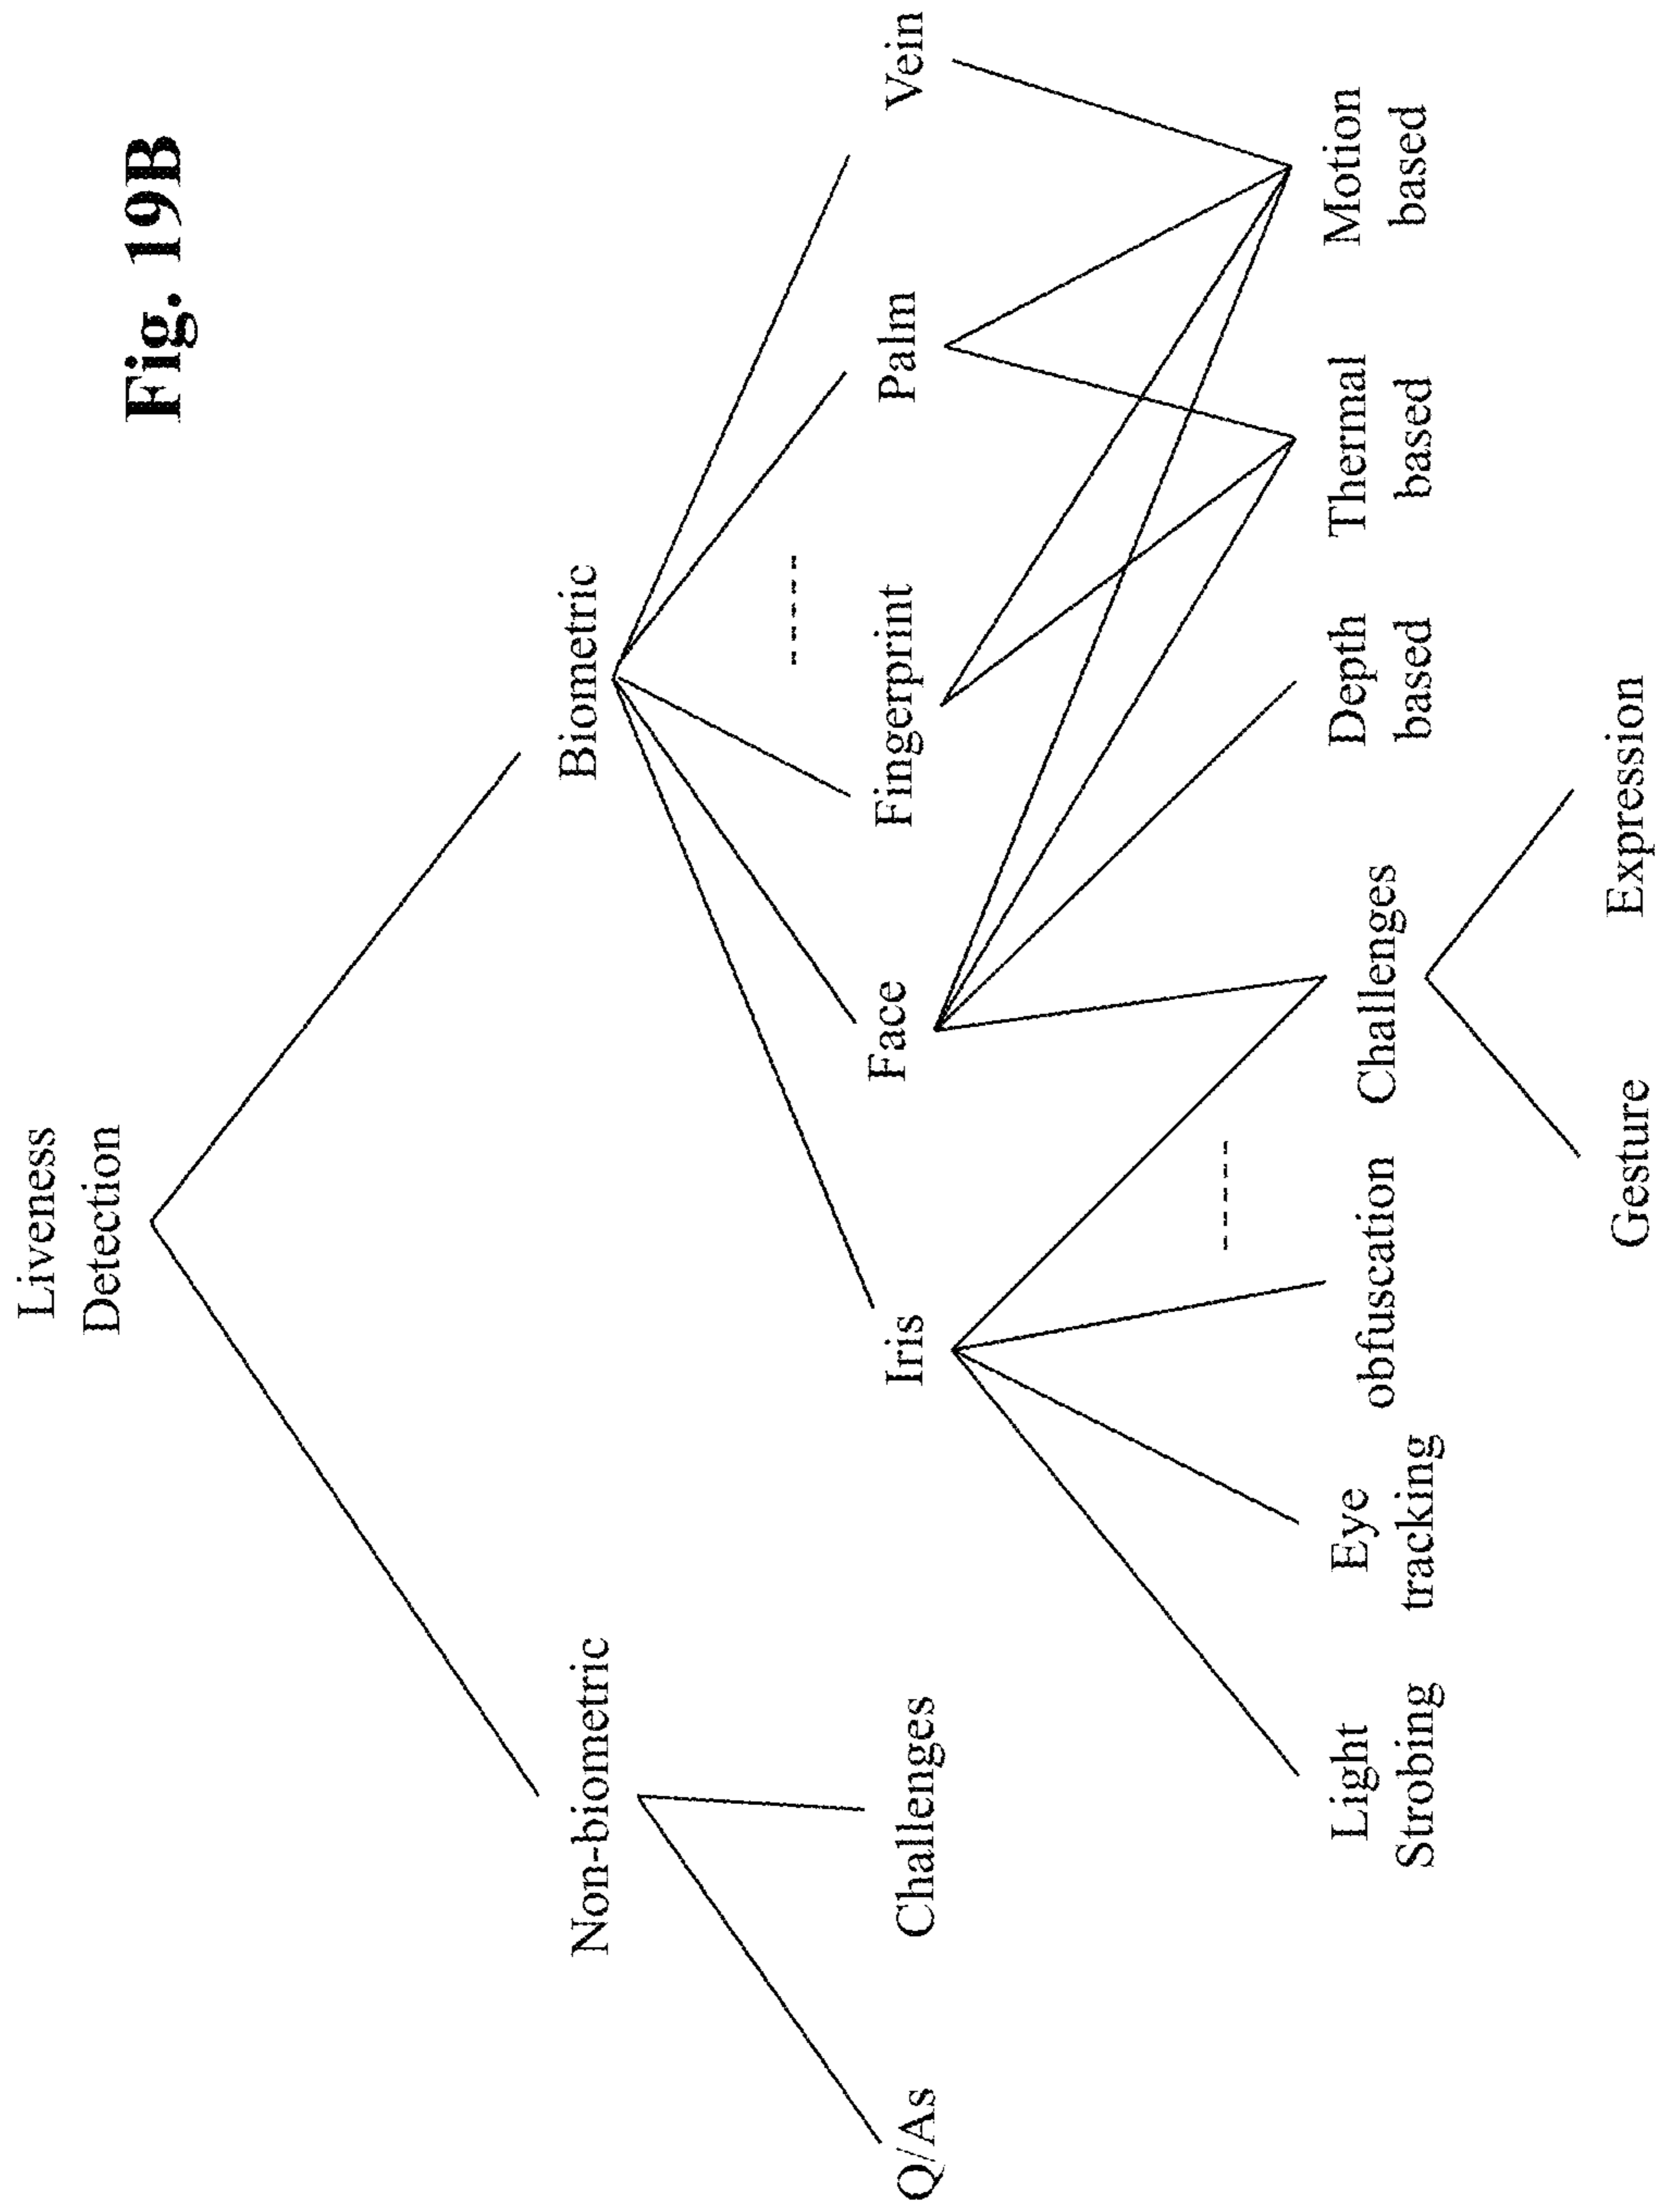 Fig. 19B
Liveness
Detection
Non-biometric
Biometric
Q/As
Challenges
Iris
Face
Fingerprint
Palm
Vein
Light
Strobing
Eye
tracking
obfuscation
Challenges
Depth
based
Thermal
based
Motion
based
Gesture
Expression